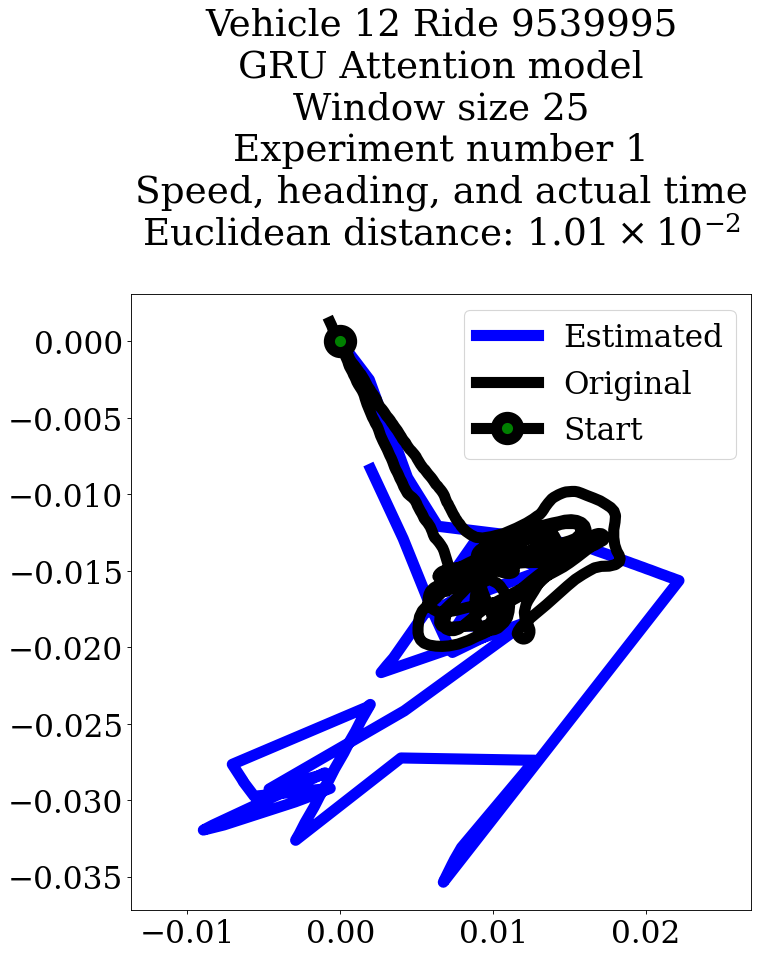 Vehicle 12 Ride 9539995
GRU Attention model
Window size 25
Experiment number 1
Speed, heading, and actual time
Euclidean distance: 1.01 × 10⁻²
Estimated
Original
Start
0.000
−0.005
−0.010
−0.015
−0.020
−0.025
−0.030
−0.035
−0.01 0.00 0.01 0.02